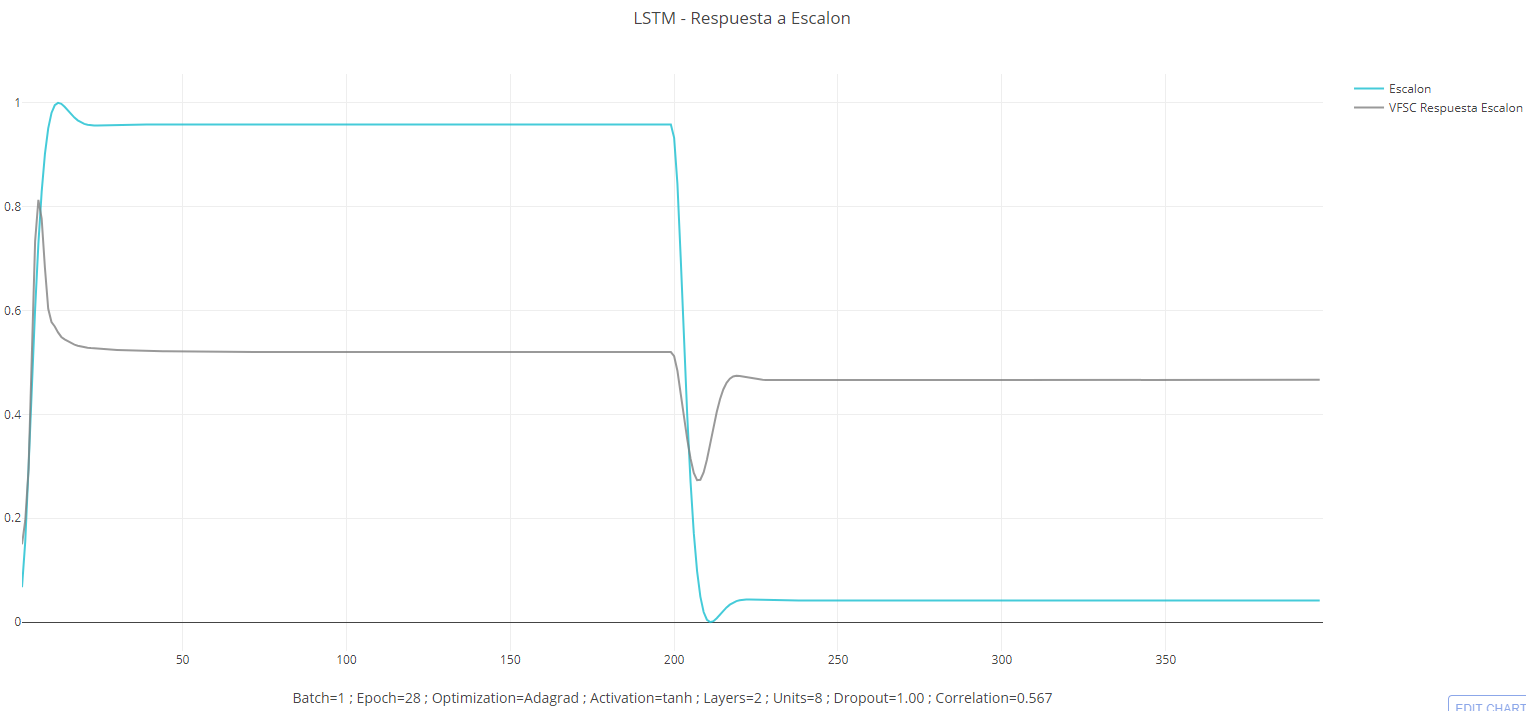 LSTM - Respuesta a Escalon
Escalon
VFSC Respuesta Escalon
1
0.8
0.6
0.4
0.2
0
50 100 150 200 250 300 350
Batch=1 ; Epoch=28 ; Optimization=Adagrad ; Activation=tanh ; Layers=2 ; Units=8 ; Dropout=1.00 ; Correlation=0.567
EDIT CHART